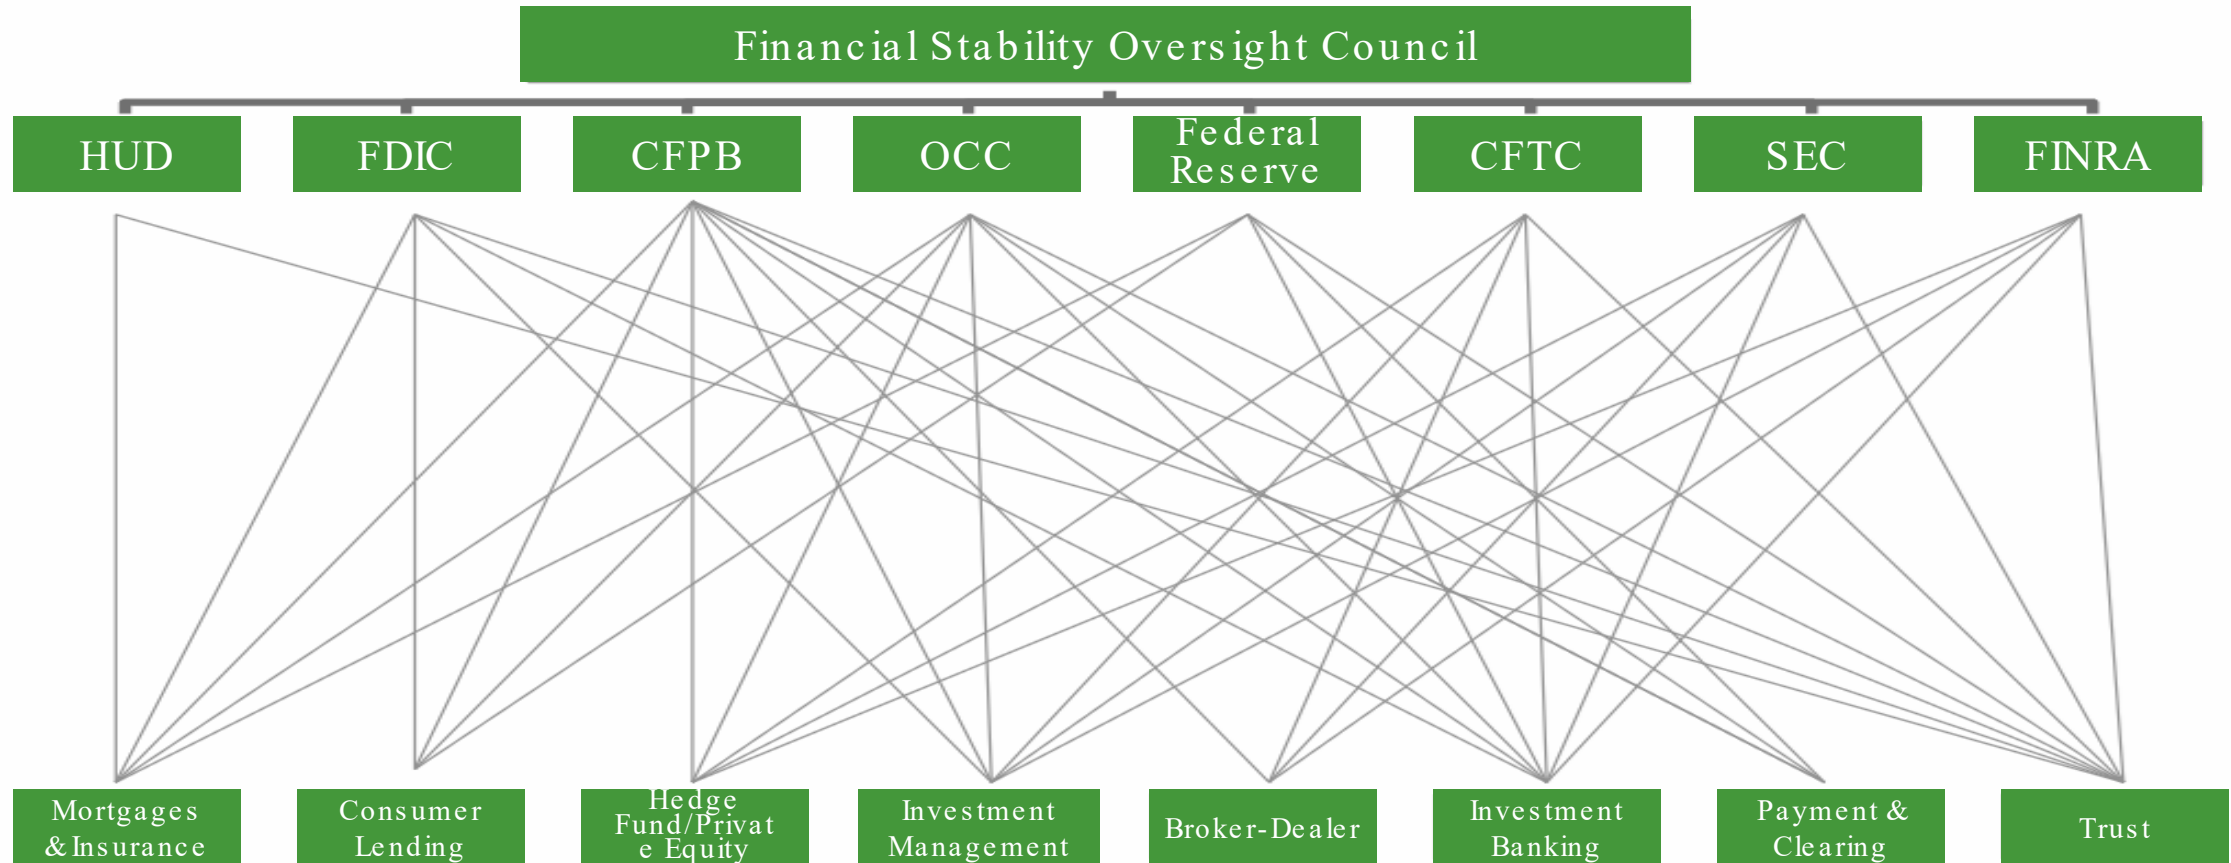 Financial Stability Oversight Council
HUD
FDIC
CFPB
OCC
Federal
Reserve
CFTC
SEC
FINRA
Mortgages
& Insurance
Consumer
Lending
Hedge
Fund/Privat
e Equity
Investment
Management
Broker-Dealer
Investment
Banking
Payment &
Clearing
Trust